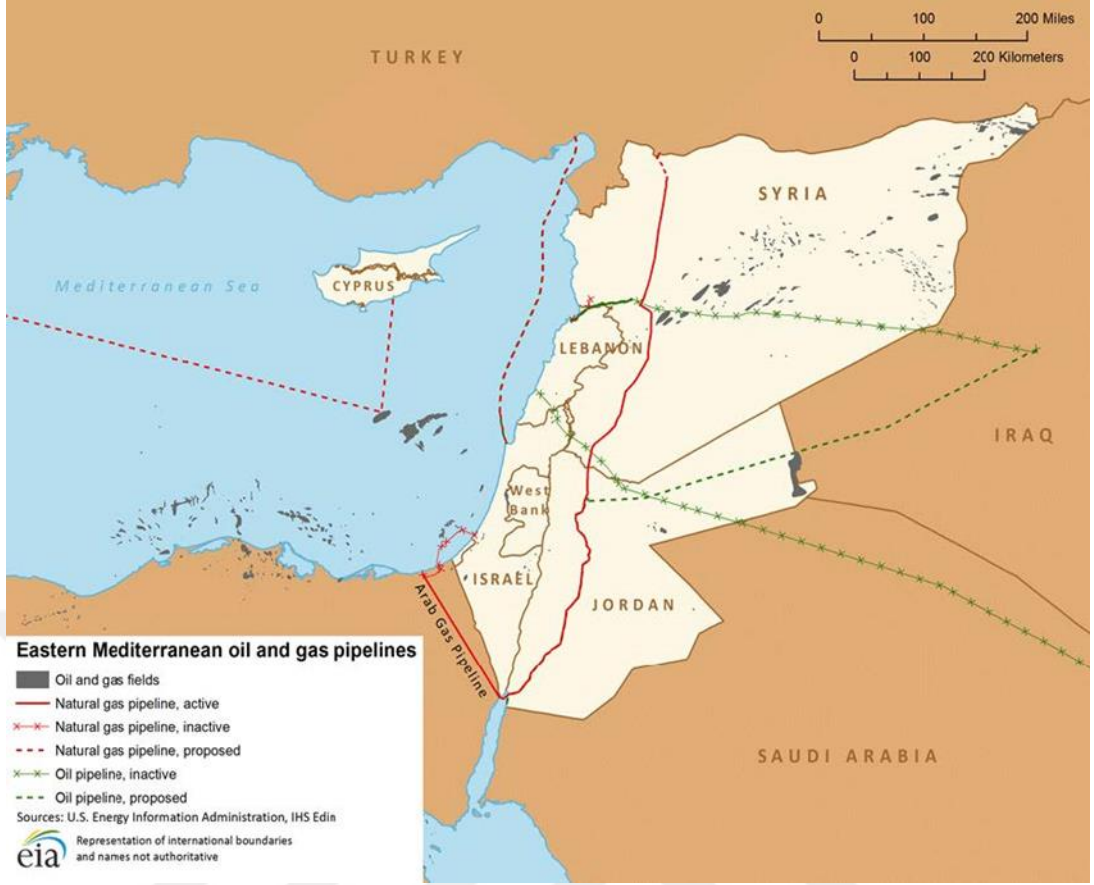 0 100 200 Miles
0 100 200 Kilometers
TURKEY
SYRIA
Mediterranean Sea
CYPRUS
LEBANON
IRAQ
West
Bank
ISRAEL
JORDAN
Arab Gas Pipeline
SAUDI ARABIA
Eastern Mediterranean oil and gas pipelines
Oil and gas fields
Natural gas pipeline, active
Natural gas pipeline, inactive
Natural gas pipeline, proposed
Oil pipeline, inactive
Oil pipeline, proposed
Sources: U.S. Energy Information Administration, IHS Edin
eia
Representation of international boundaries
and names not authoritative